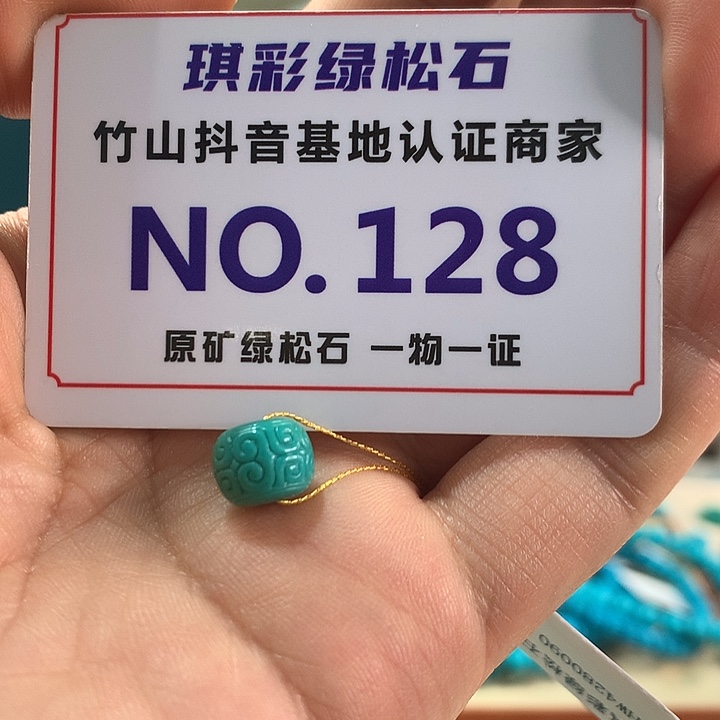 琪彩绿松石
竹山抖音基地认证商家
NO.128
原矿绿松石 一物一证